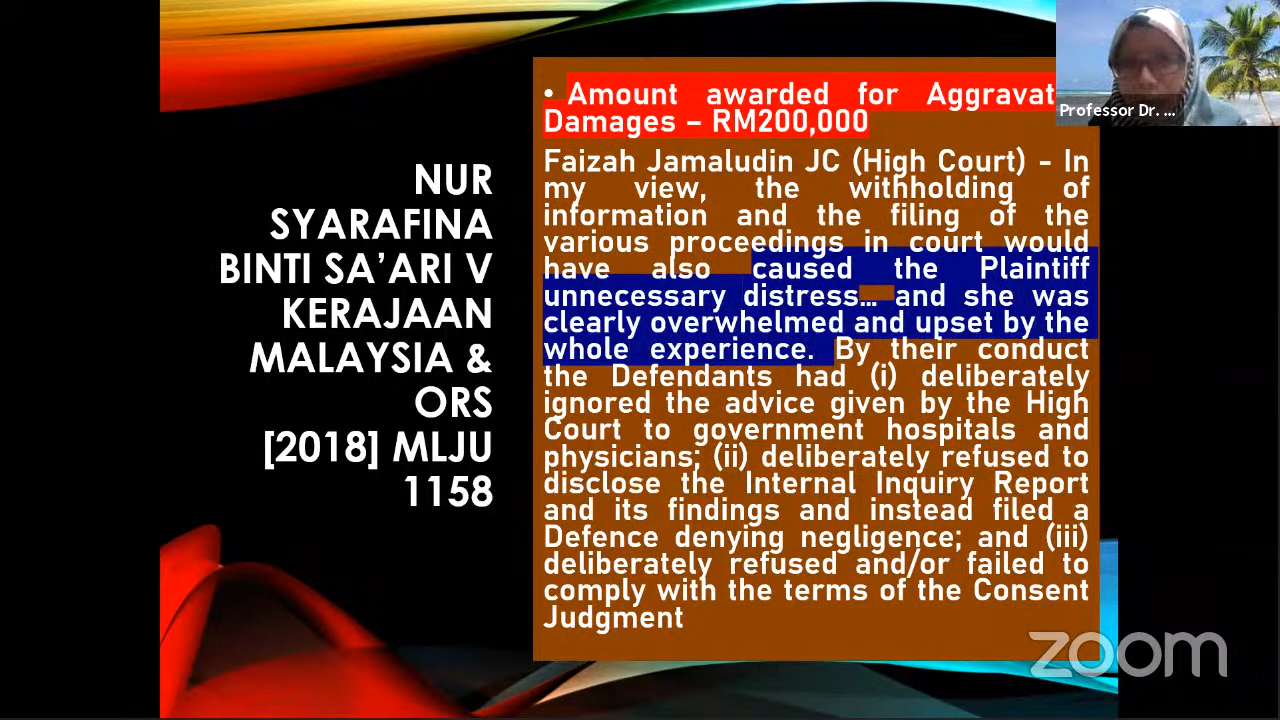 NUR
SYARAFINA
BINTI SA’ARI V
KERAJAAN
MALAYSIA &
ORS
[2018] MLJU
1158
• Amount awarded for Aggravat
Damages – RM200,000
Faizah Jamaludin JC (High Court) - In
my view, the withholding of
information and the filing of the
various proceedings in court would
have also caused the Plaintiff
unnecessary distress… and she was
clearly overwhelmed and upset by the
whole experience. By their conduct
the Defendants had (i) deliberately
ignored the advice given by the High
Court to government hospitals and
physicians; (ii) deliberately refused to
disclose the Internal Inquiry Report
and its findings and instead filed a
Defence denying negligence; and (iii)
deliberately refused and/or failed to
comply with the terms of the Consent
Judgment
Professor Dr. ...
zoom